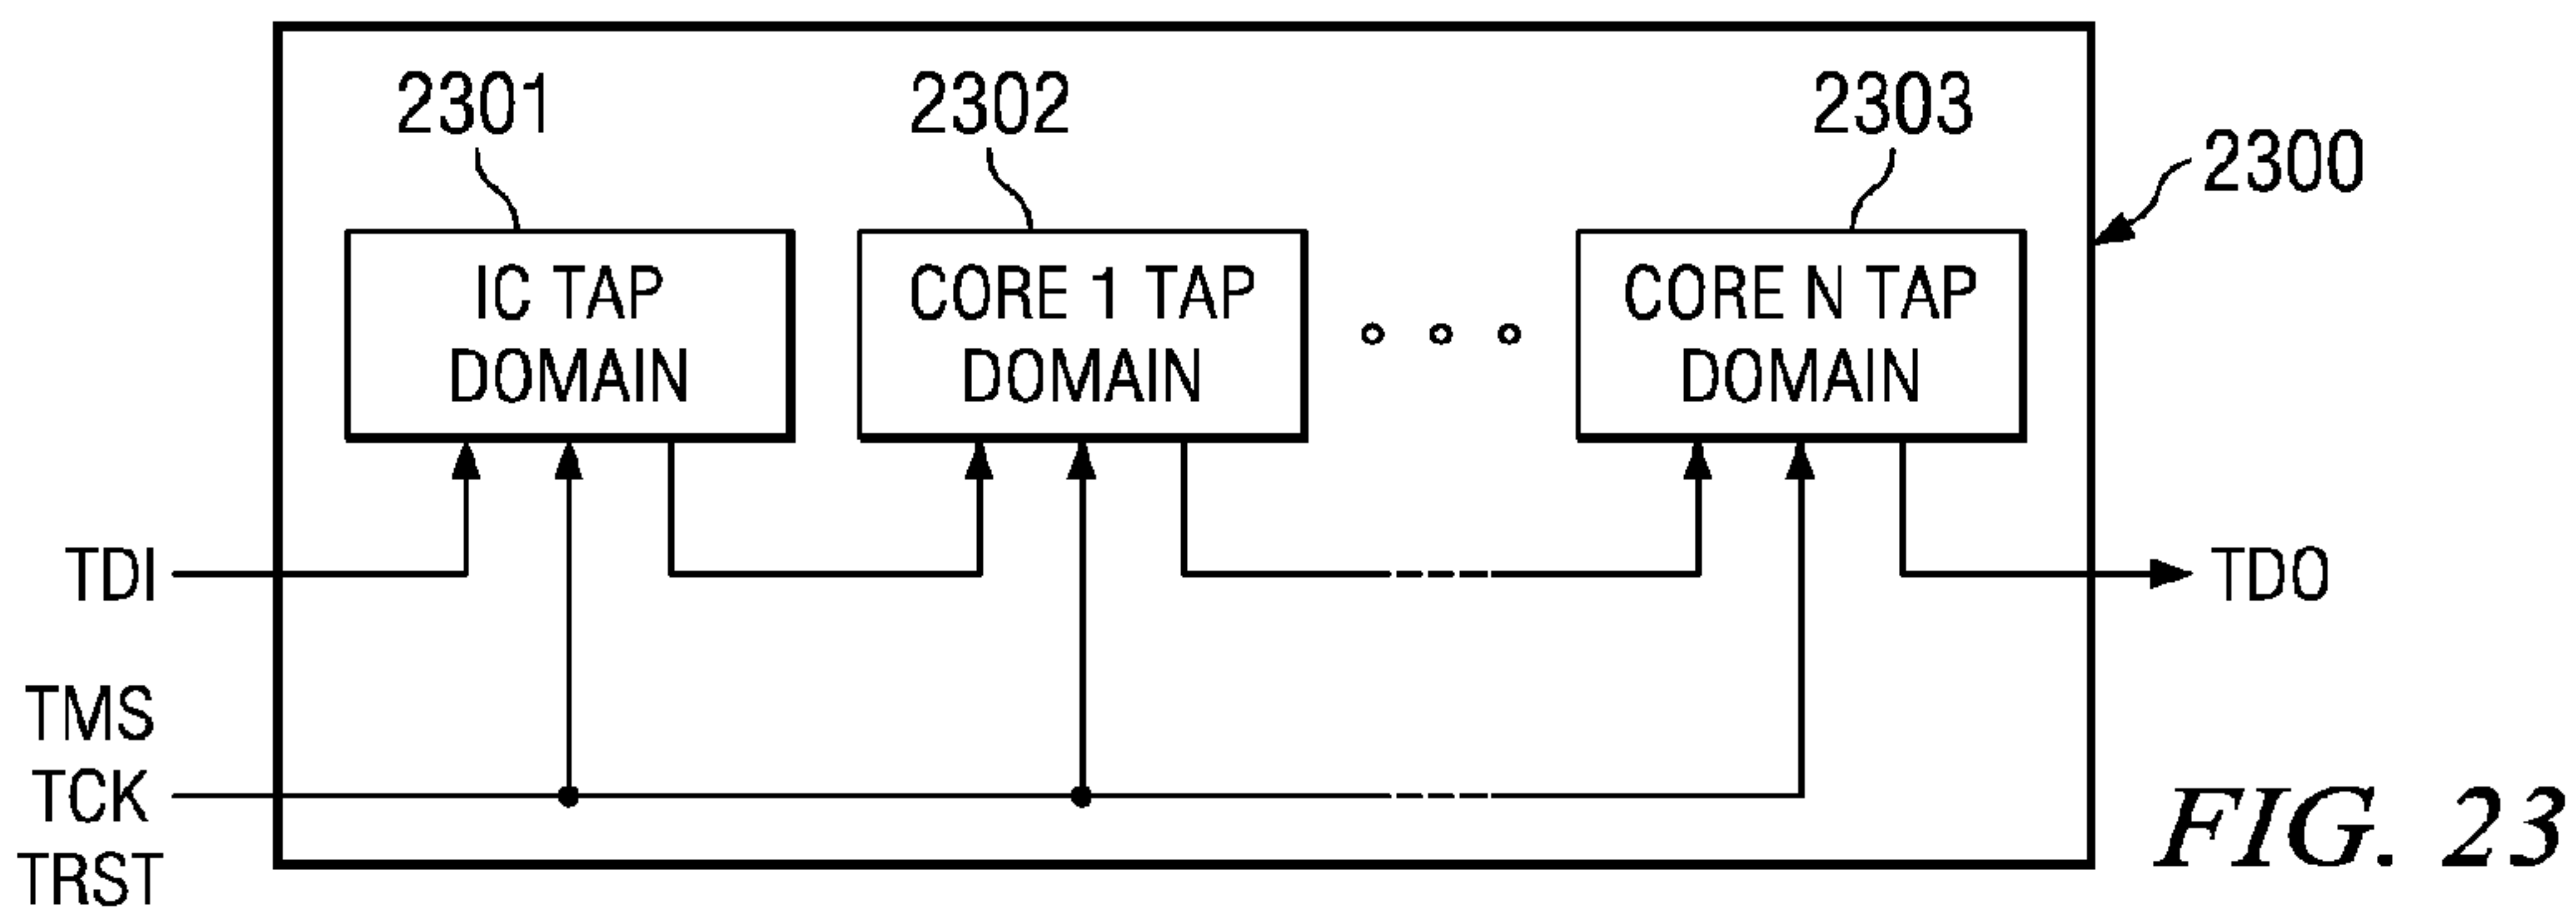 2301
2302
2303
2300
IC TAP
DOMAIN
CORE 1 TAP
DOMAIN
CORE N TAP
DOMAIN
TDI
TDO
TMS
TCK
TRST
FIG. 23